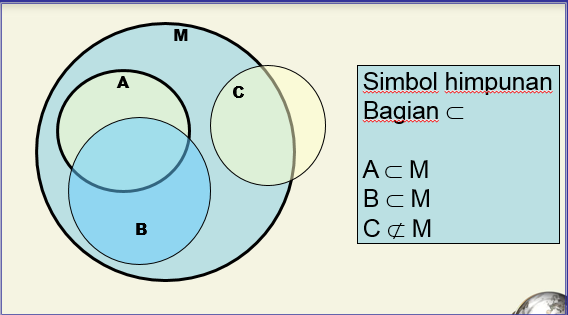 M
A
C
B
Simbol himpunan
Bagian ⊂
A ⊂ M
B ⊂ M
C ⊄ M